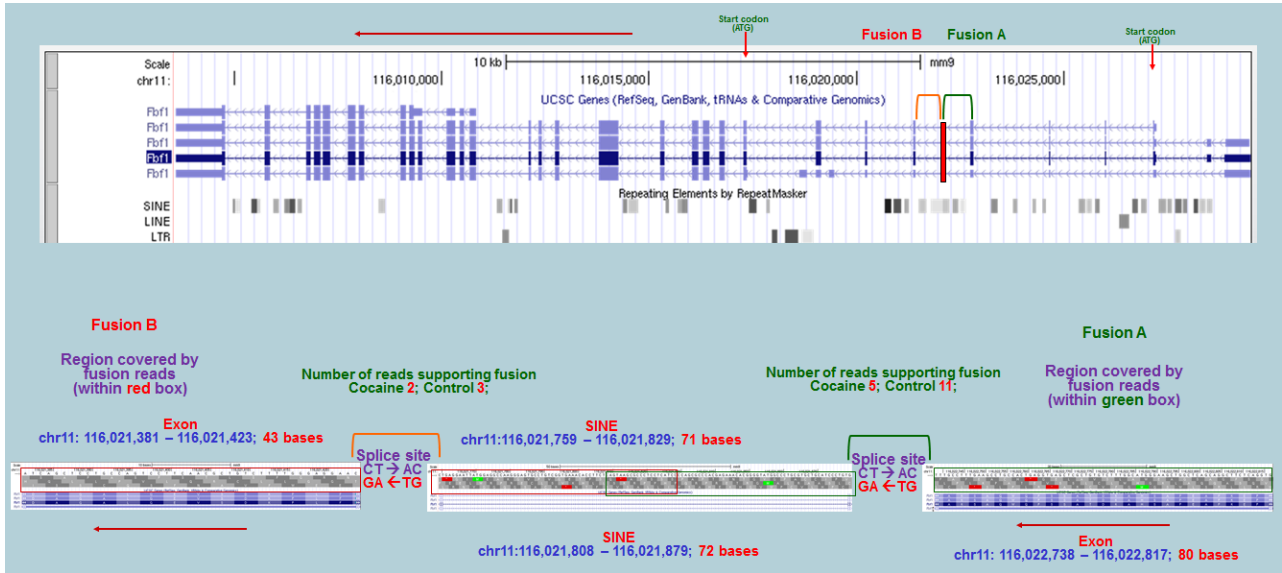 Start codon
(ATG)
Fusion B
Fusion A
Start codon
(ATG)
Scale
chr11:
10 kb
mm9
116,010,000
116,015,000
116,020,000
116,025,000
UCSC Genes (RefSeq, GenBank, tRNAs & Comparative Genomics)
Fbf1
Fbf1
Fbf1
Fbf1
Fbf1
Repeating Elements by RepeatMasker
SINE
LINE
LTR
Fusion B
Region covered by
fusion reads
(within red box)
Number of reads supporting fusion
Cocaine 2; Control 3;
Number of reads supporting fusion
Cocaine 5; Control 11;
Fusion A
Region covered by
fusion reads
(within green box)
Exon
chr11: 116,021,381 – 116,021,423; 43 bases
SINE
chr11:116,021,759 – 116,021,829; 71 bases
Splice site
CT → AC
GA ← TG
Splice site
CT → AC
GA ← TG
SINE
chr11:116,021,808 – 116,021,879; 72 bases
Exon
chr11: 116,022,738 – 116,022,817; 80 bases